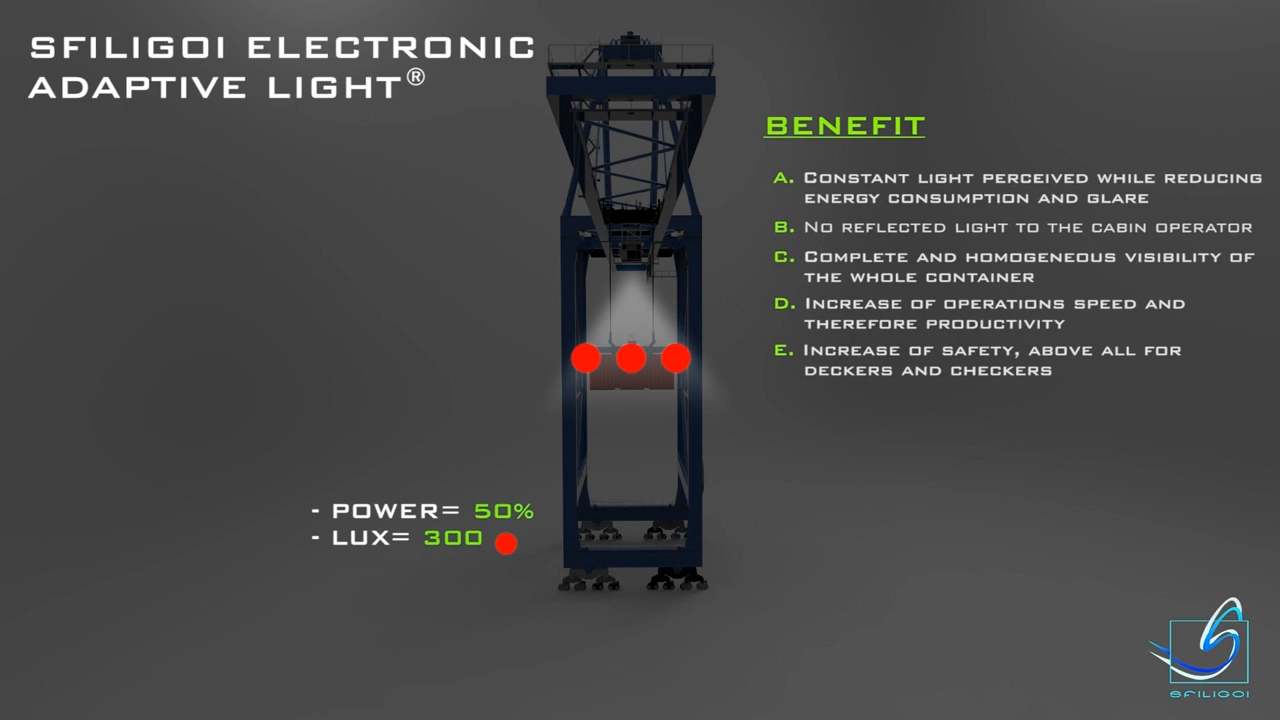 SFILIGOI ELECTRONIC
ADAPTIVE LIGHT®
BENEFIT
A. CONSTANT LIGHT PERCEIVED WHILE REDUCING
ENERGY CONSUMPTION AND GLARE
B. NO REFLECTED LIGHT TO THE CABIN OPERATOR
C. COMPLETE AND HOMOGENEOUS VISIBILITY OF
THE WHOLE CONTAINER
D. INCREASE OF OPERATIONS SPEED AND
THEREFORE PRODUCTIVITY
E. INCREASE OF SAFETY, ABOVE ALL FOR
DECKERS AND CHECKERS
- POWER= 50%
- LUX= 300
SFILIGOI